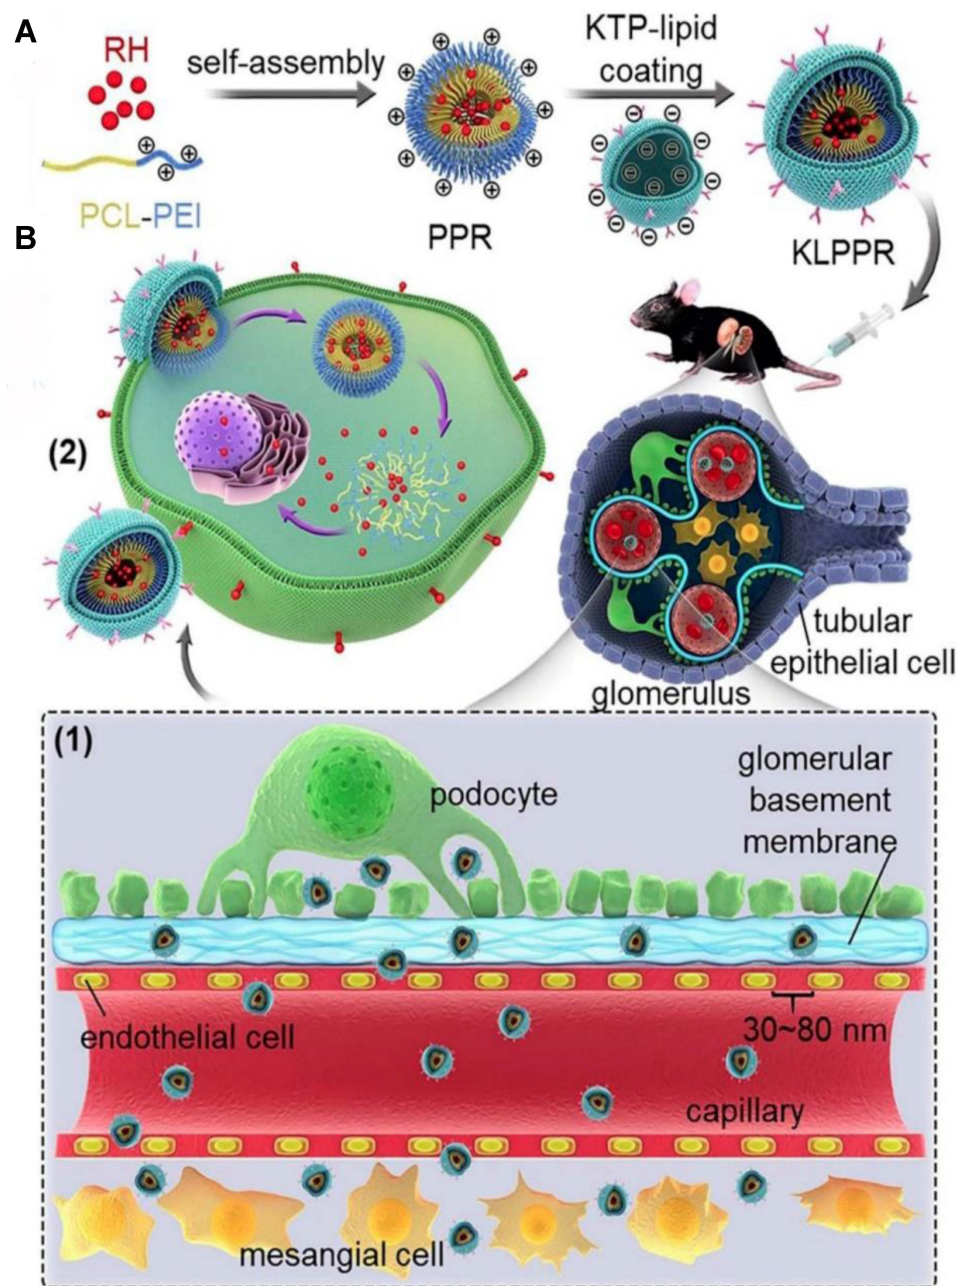 A
RH
self-assembly
KTP-lipid
coating
PCL-PEI
PPR
KLPPR
B
(2)
tubular
epithelial cell
glomerulus
(1)
podocyte
glomerular
basement
membrane
endothelial cell
30~80 nm
capillary
mesangial cell